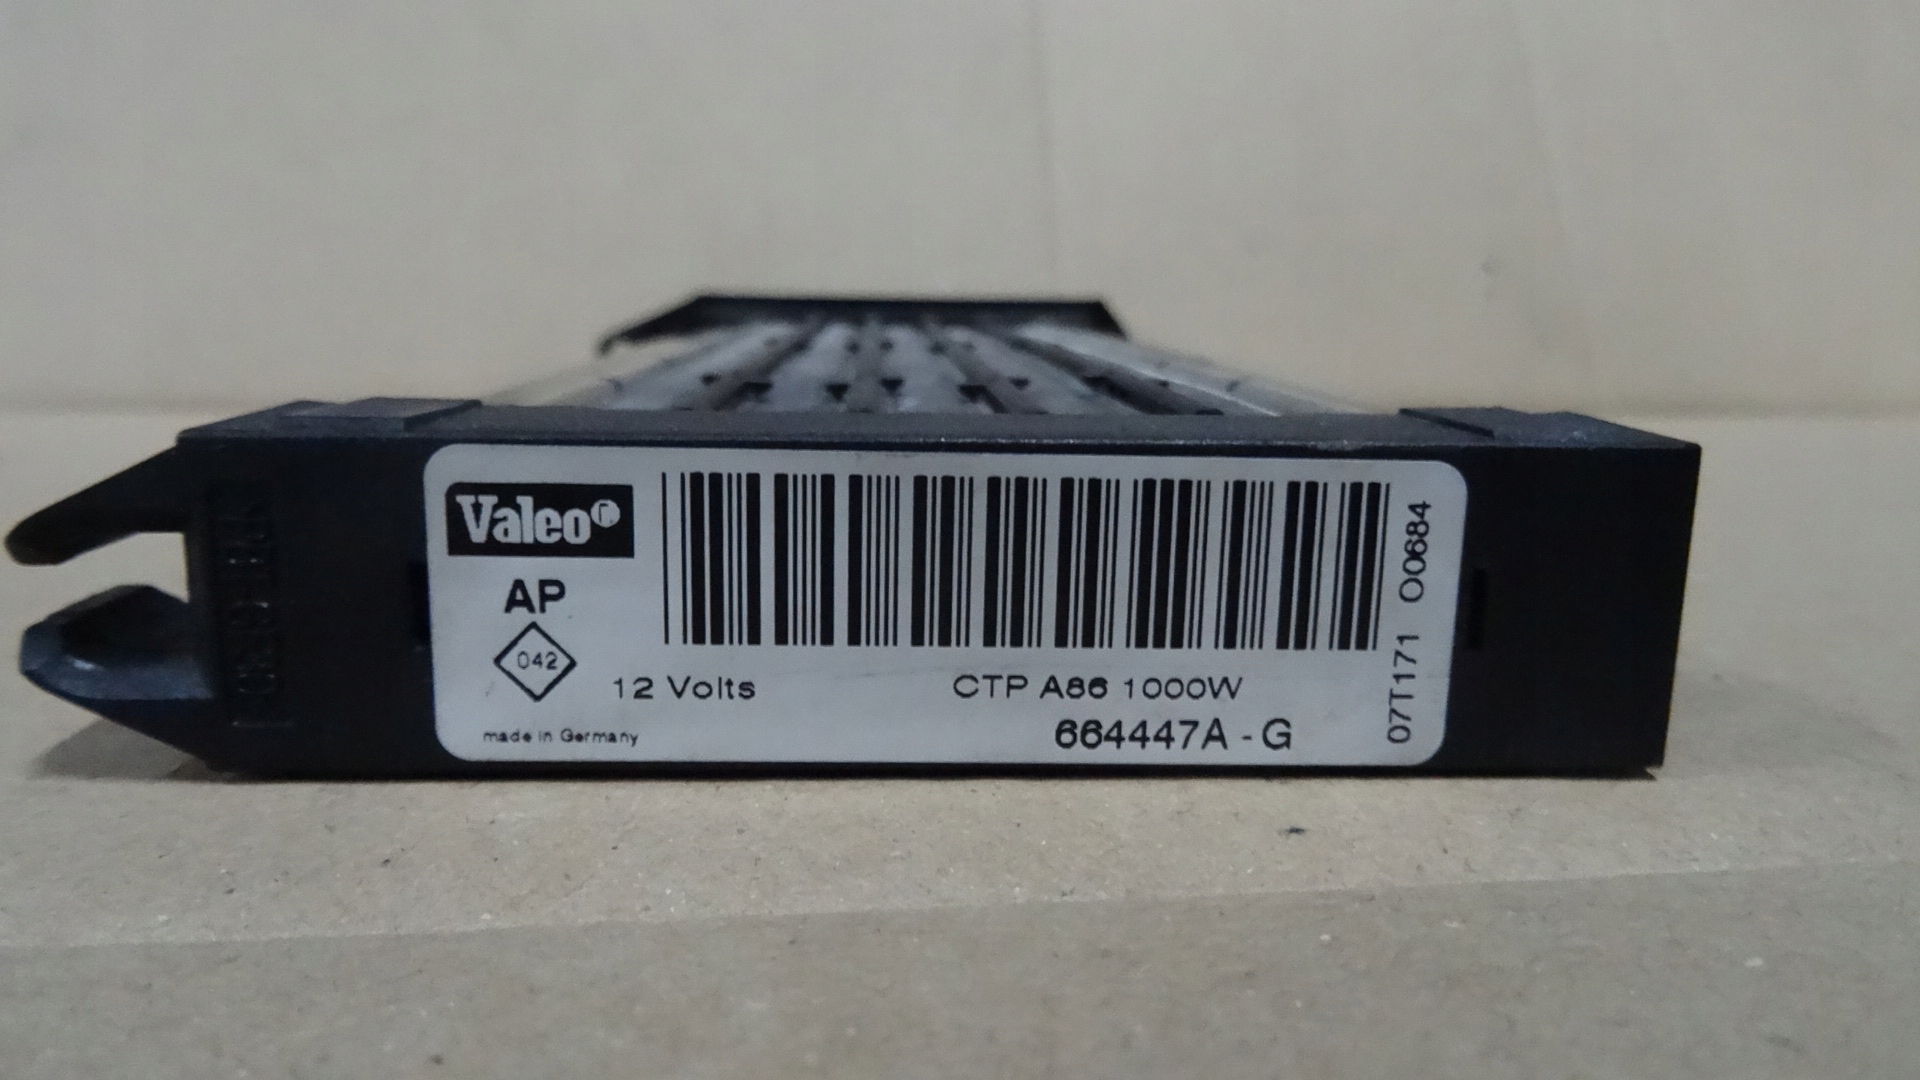 Valeo
AP
042
12 Volts
CTP A86 1000W
664447A - G
made in Germany
07T171 O0684